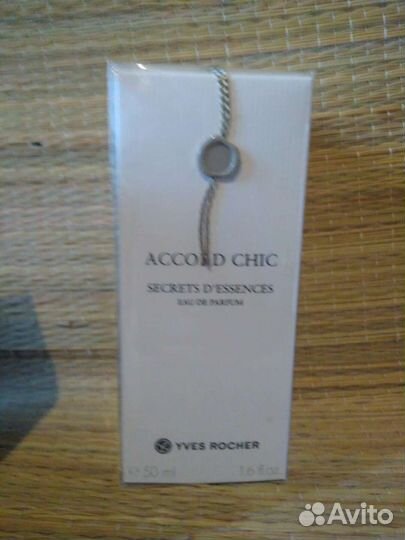 ACCORD CHIC
SECRETS D'ESSENCES
EAU DE PARFUM
YVES ROCHER
℮ 50 ml 1.6 fl.oz.
Avito